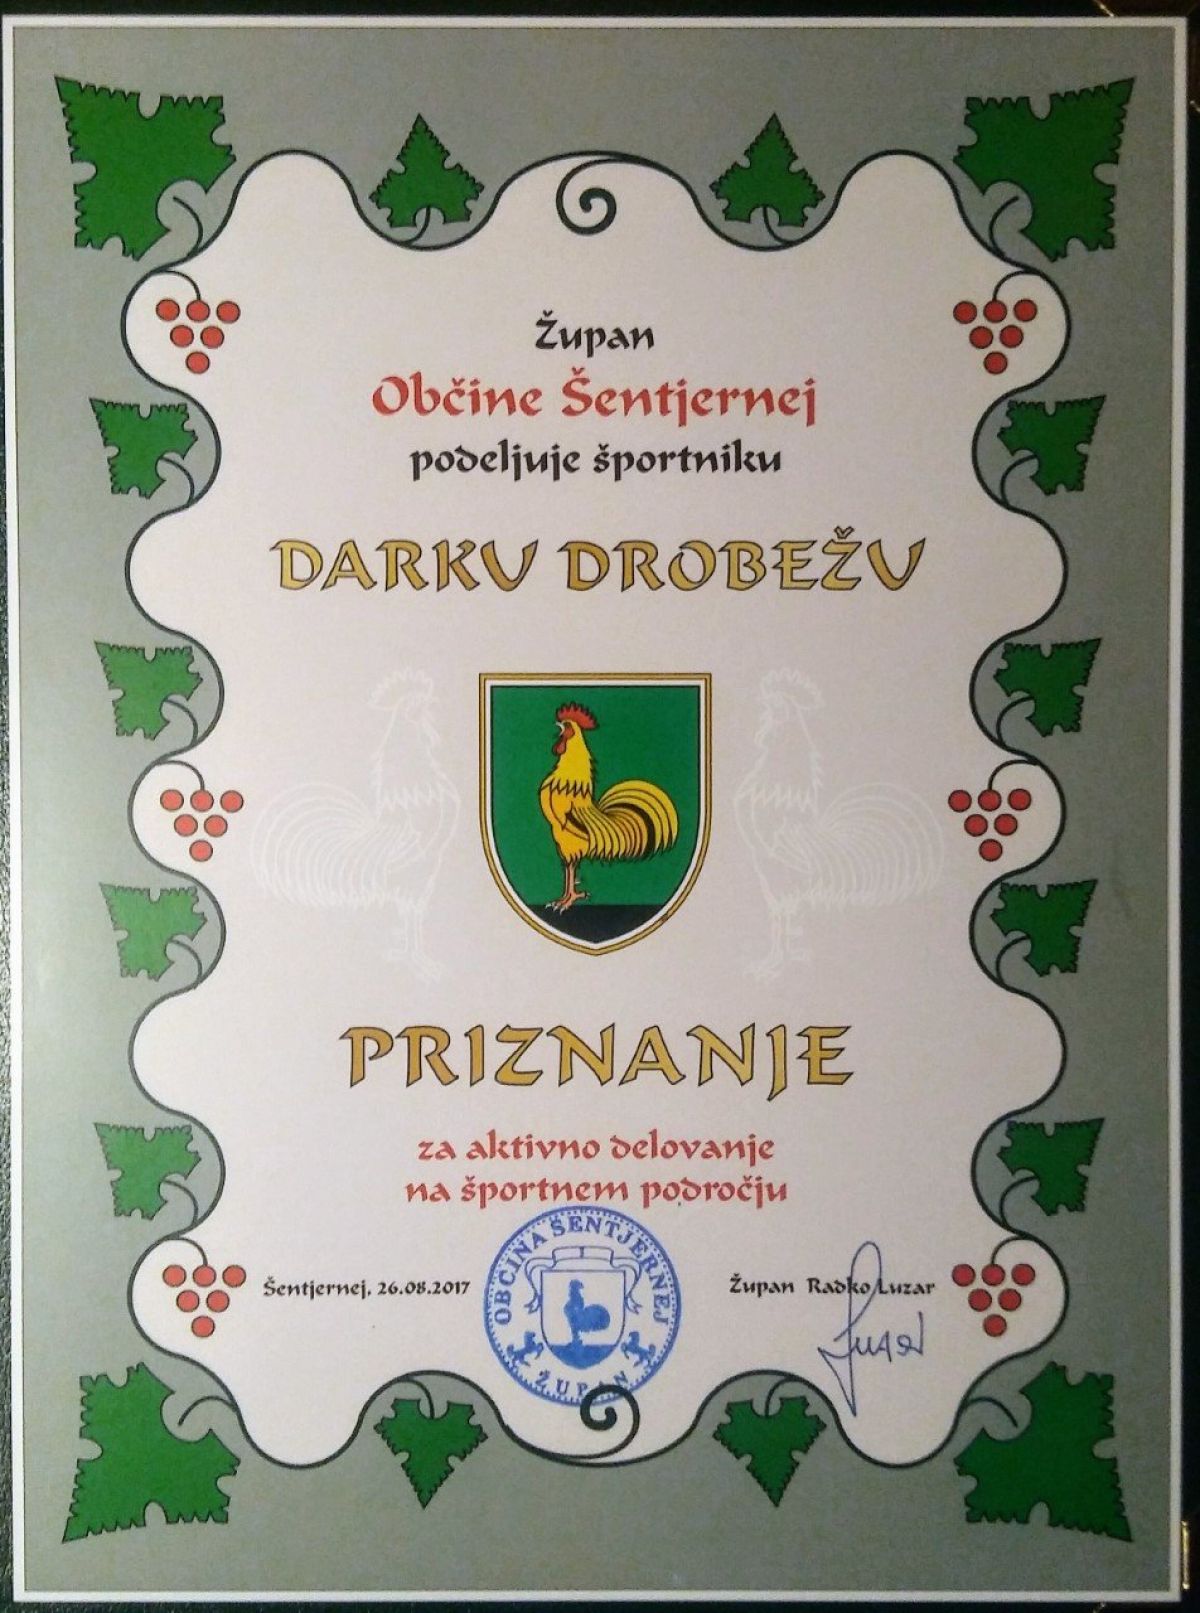 Župan
Občine Šentjernej
podeljuje športniku
DARKU DROBEŽU
PRIZNANJE
za aktivno delovanje
na športnem področju
Šentjernej, 26.08.2017
OBČINA ŠENTJERNEJ
ŽUPAN
Župan Radko Luzar